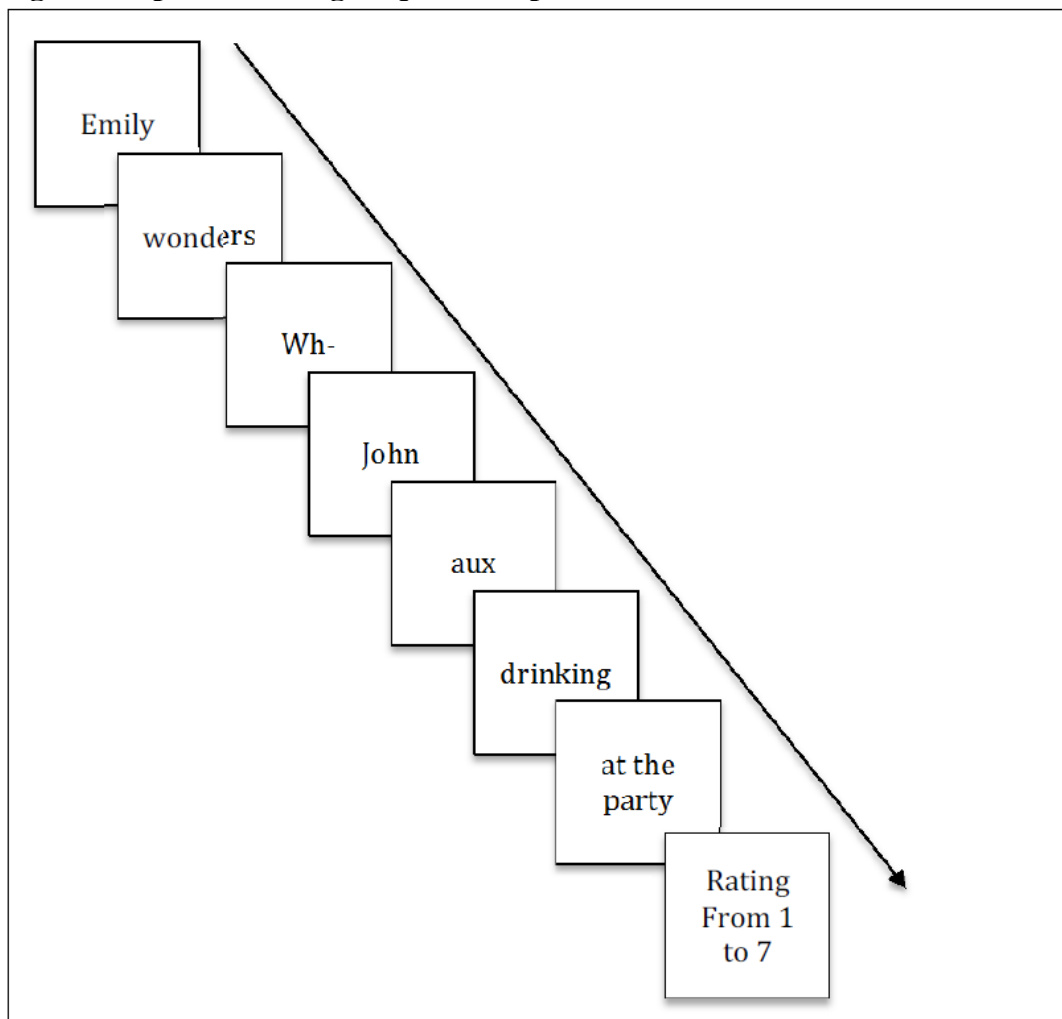 Emily
wonders
Wh-
John
aux
drinking
at the
party
Rating
From 1
to 7